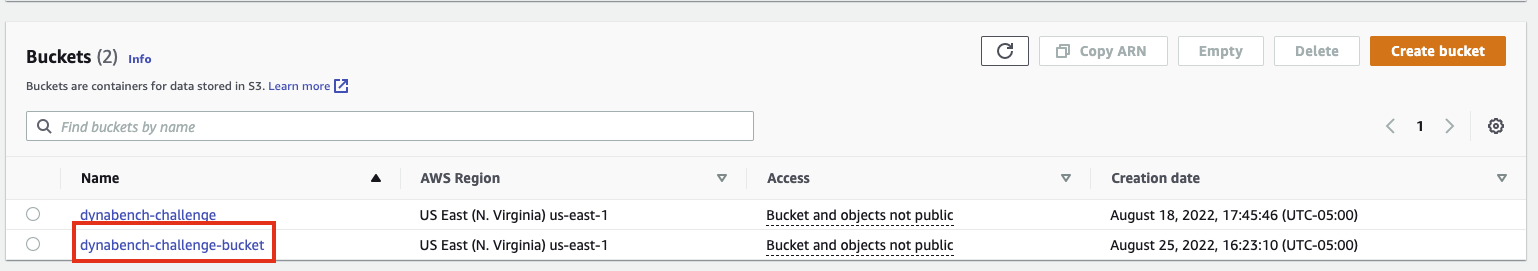 Buckets (2) Info
Copy ARN Empty Delete Create bucket
Buckets are containers for data stored in S3. Learn more
Find buckets by name
1
Name AWS Region Access Creation date
dynabench-challenge US East (N. Virginia) us-east-1 Bucket and objects not public August 18, 2022, 17:45:46 (UTC-05:00)
dynabench-challenge-bucket US East (N. Virginia) us-east-1 Bucket and objects not public August 25, 2022, 16:23:10 (UTC-05:00)